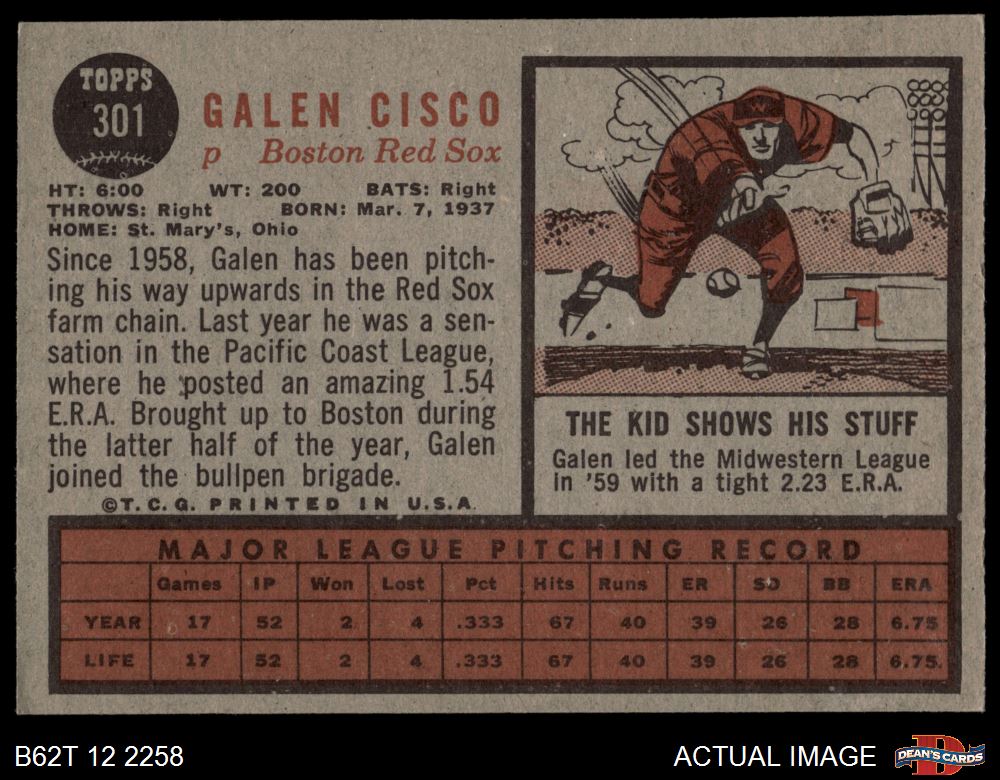 TOPPS
301
GALEN CISCO
p Boston Red Sox
HT: 6:00 WT: 200 BATS: Right
THROWS: Right BORN: Mar. 7, 1937
HOME: St. Mary's, Ohio
Since 1958, Galen has been pitch-
ing his way upwards in the Red Sox
farm chain. Last year he was a sen-
sation in the Pacific Coast League,
where he posted an amazing 1.54
E.R.A. Brought up to Boston during
the latter half of the year, Galen
joined the bullpen brigade.
©T.C.G. PRINTED IN U.S.A.
W
THE KID SHOWS HIS STUFF
Galen led the Midwestern League
in '59 with a tight 2.23 E.R.A.
MAJOR LEAGUE PITCHING RECORD
Games IP Won Lost Pct Hits Runs ER SO BB ERA
YEAR 17 52 2 4 .333 67 40 39 26 28 6.75
LIFE 17 52 2 4 .333 67 40 39 26 28 6.75
B62T 12 2258
ACTUAL IMAGE
D
DEAN'S CARDS